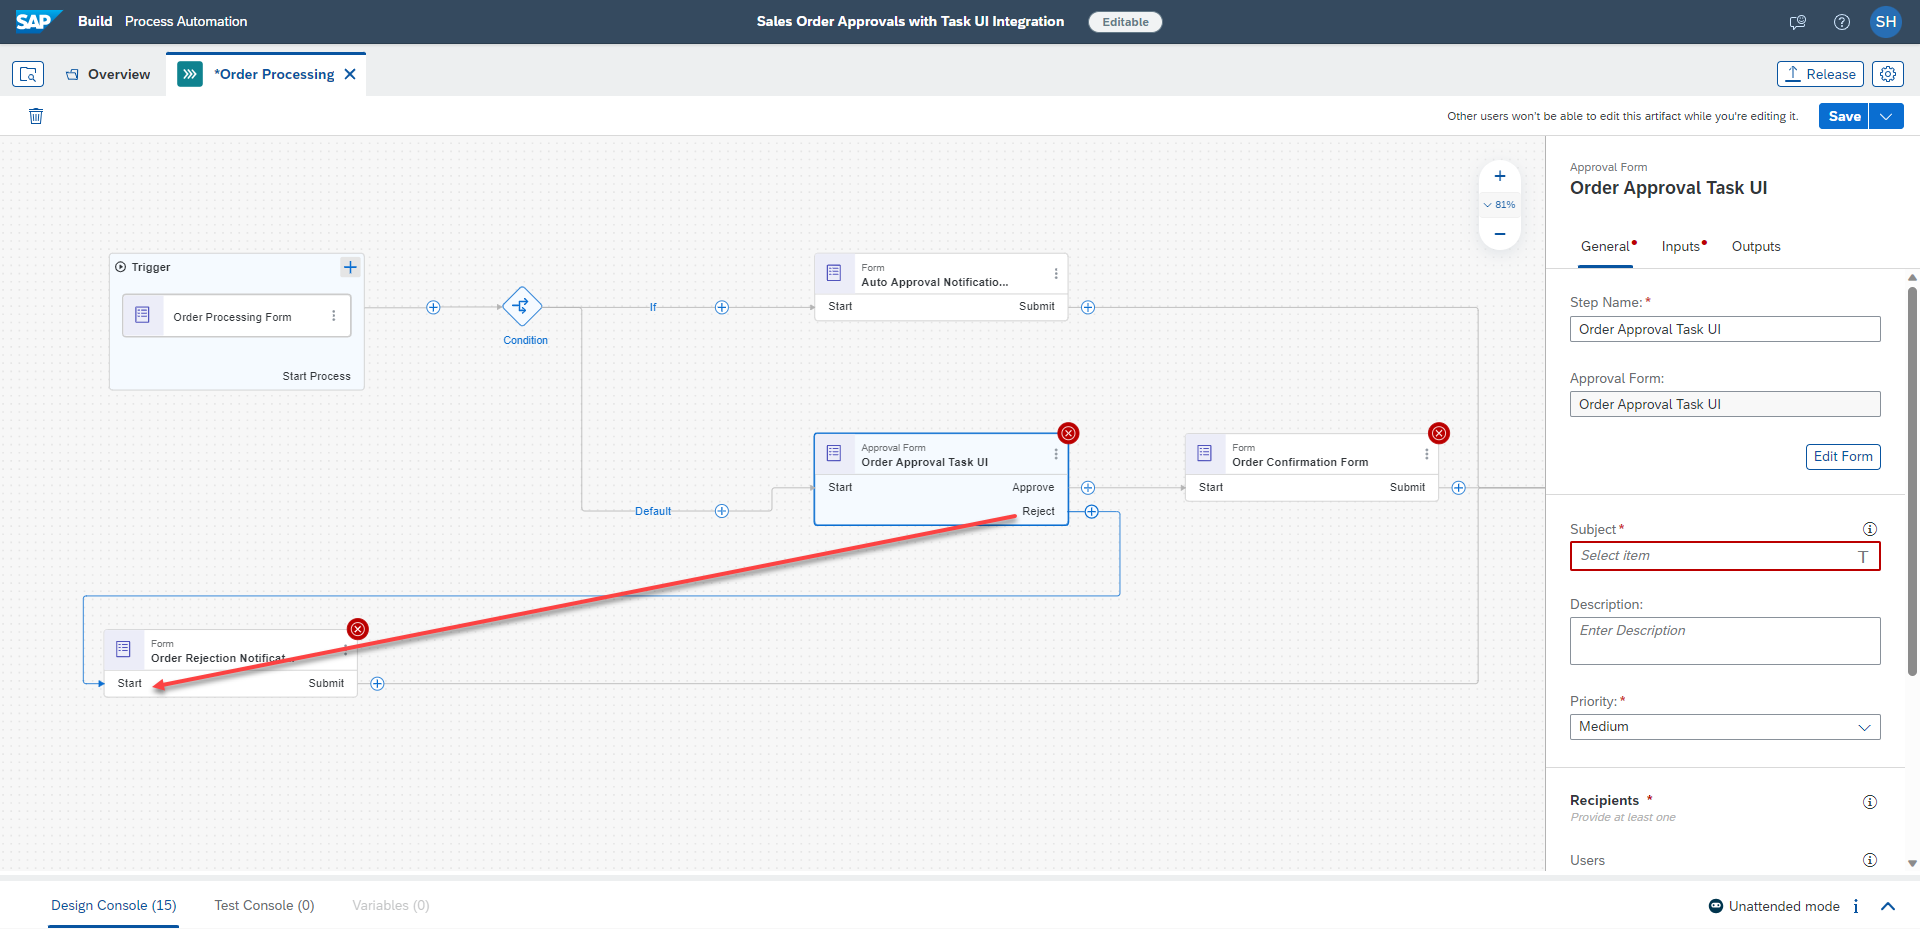 SAP Build Process Automation
Sales Order Approvals with Task UI Integration
Editable
SH
Overview
*Order Processing
Release
Other users won't be able to edit this artifact while you're editing it.
Save
81%
Trigger
Order Processing Form
Start Process
Condition
If
Form
Auto Approval Notificatio...
Start
Submit
Default
Approval Form
Order Approval Task UI
Start
Approve
Reject
Form
Order Confirmation Form
Start
Submit
Form
Order Rejection Notificat...
Start
Submit
Approval Form
Order Approval Task UI
General
Inputs
Outputs
Step Name: *
Order Approval Task UI
Approval Form:
Order Approval Task UI
Edit Form
Subject *
Select item
T
Description:
Enter Description
Priority: *
Medium
Recipients *
Provide at least one
Users
Design Console (15)
Test Console (0)
Variables (0)
Unattended mode